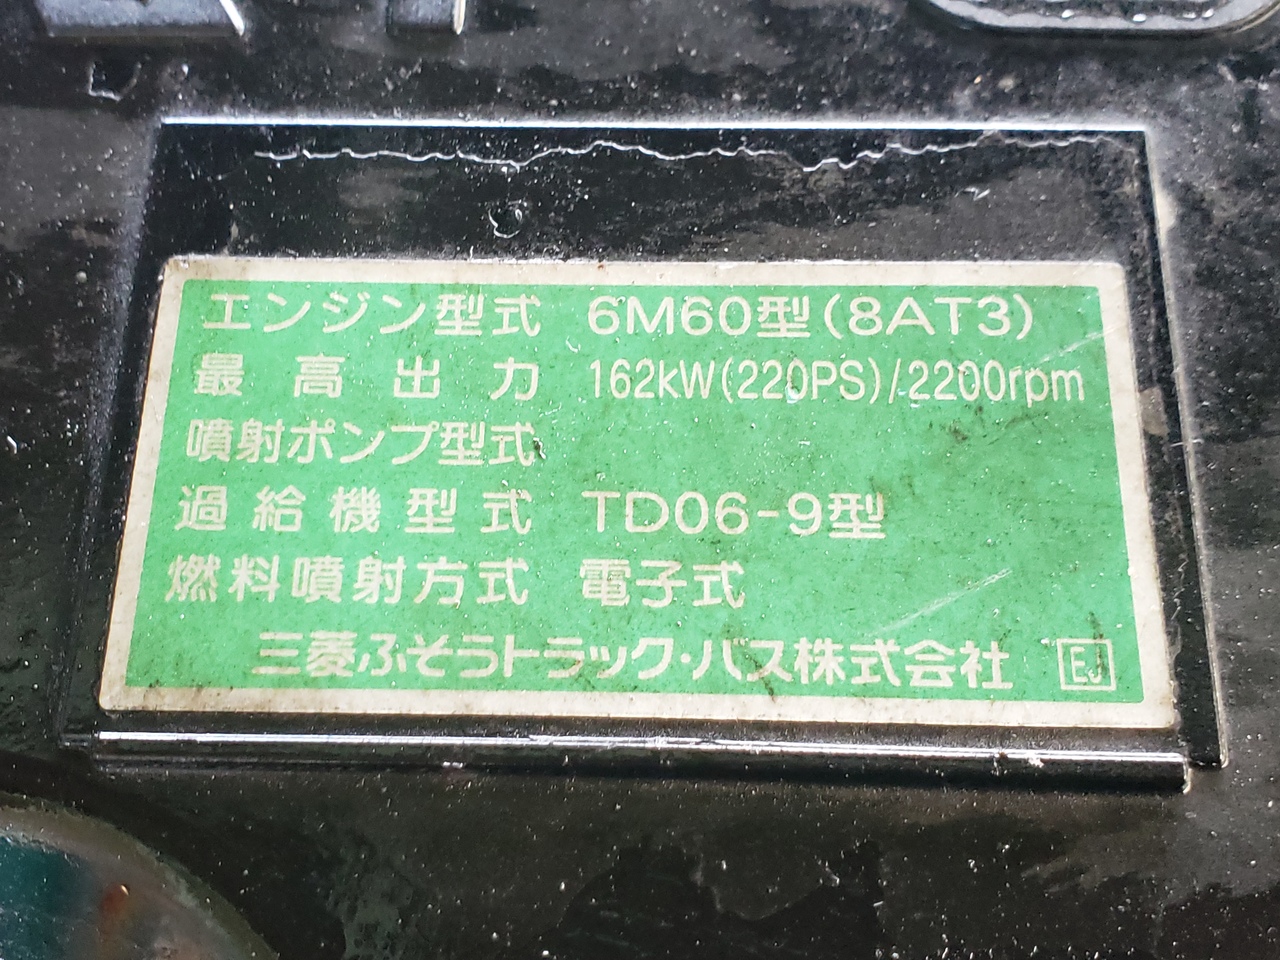 エンジン型式 6M60型(8AT3)
最高出力 162kW(220PS)/2200rpm
噴射ポンプ型式
過給機型式 TD06-9型
燃料噴射方式 電子式
三菱ふそうトラック・バス株式会社 EJ